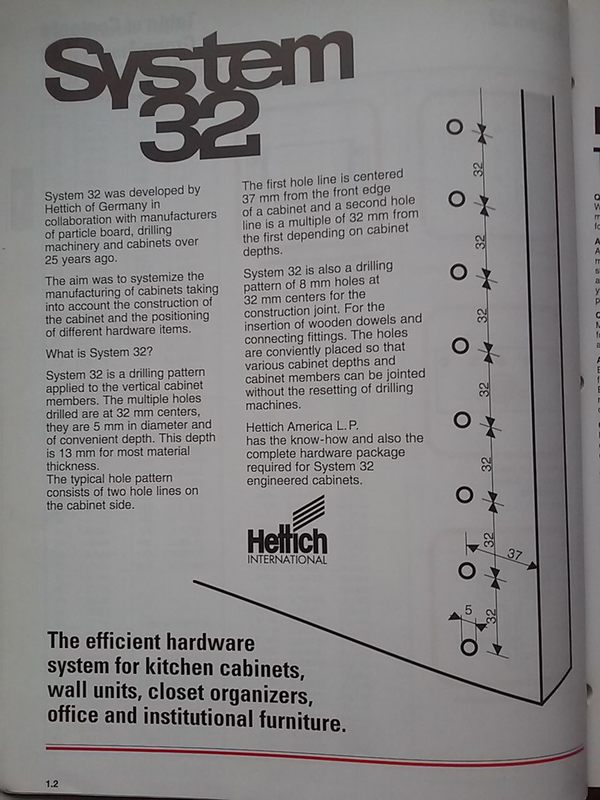 System
32
System 32 was developed by
Hettich of Germany in
collaboration with manufacturers
of particle board, drilling
machinery and cabinets over
25 years ago.
The aim was to systemize the
manufacturing of cabinets taking
into account the construction of
the cabinet and the positioning
of different hardware items.
What is System 32?
System 32 is a drilling pattern
applied to the vertical cabinet
members. The multiple holes
drilled are at 32 mm centers,
they are 5 mm in diameter and
of convenient depth. This depth
is 13 mm for most material
thickness.
The typical hole pattern
consists of two hole lines on
the cabinet side.
The first hole line is centered
37 mm from the front edge
of a cabinet and a second hole
line is a multiple of 32 mm from
the first depending on cabinet
depths.
System 32 is also a drilling
pattern of 8 mm holes at
32 mm centers for the
construction joint. For the
insertion of wooden dowels and
connecting fittings. The holes
are conviently placed so that
various cabinet depths and
cabinet members can be jointed
without the resetting of drilling
machines.
Hettich America L.P.
has the know-how and also the
complete hardware package
required for System 32
engineered cabinets.
Hettich
INTERNATIONAL
32
32
32
32
32
32
37
5
32
The efficient hardware
system for kitchen cabinets,
wall units, closet organizers,
office and institutional furniture.
1.2